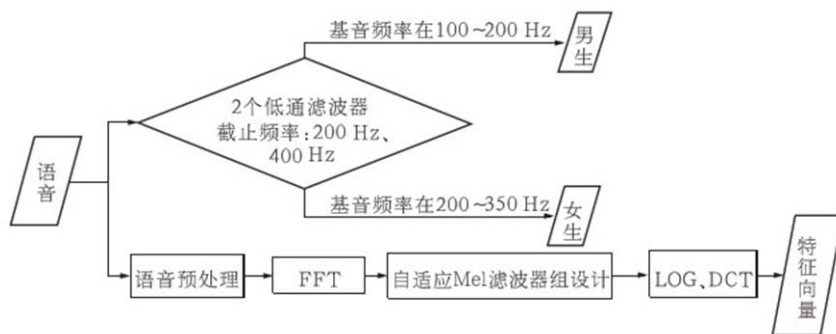 基音频率在100~200 Hz
男生
2个低通滤波器
截止频率:200 Hz、
400 Hz
语音
基音频率在200~350 Hz
女生
语音预处理
FFT
自适应Mel滤波器组设计
LOG、DCT
特征向量